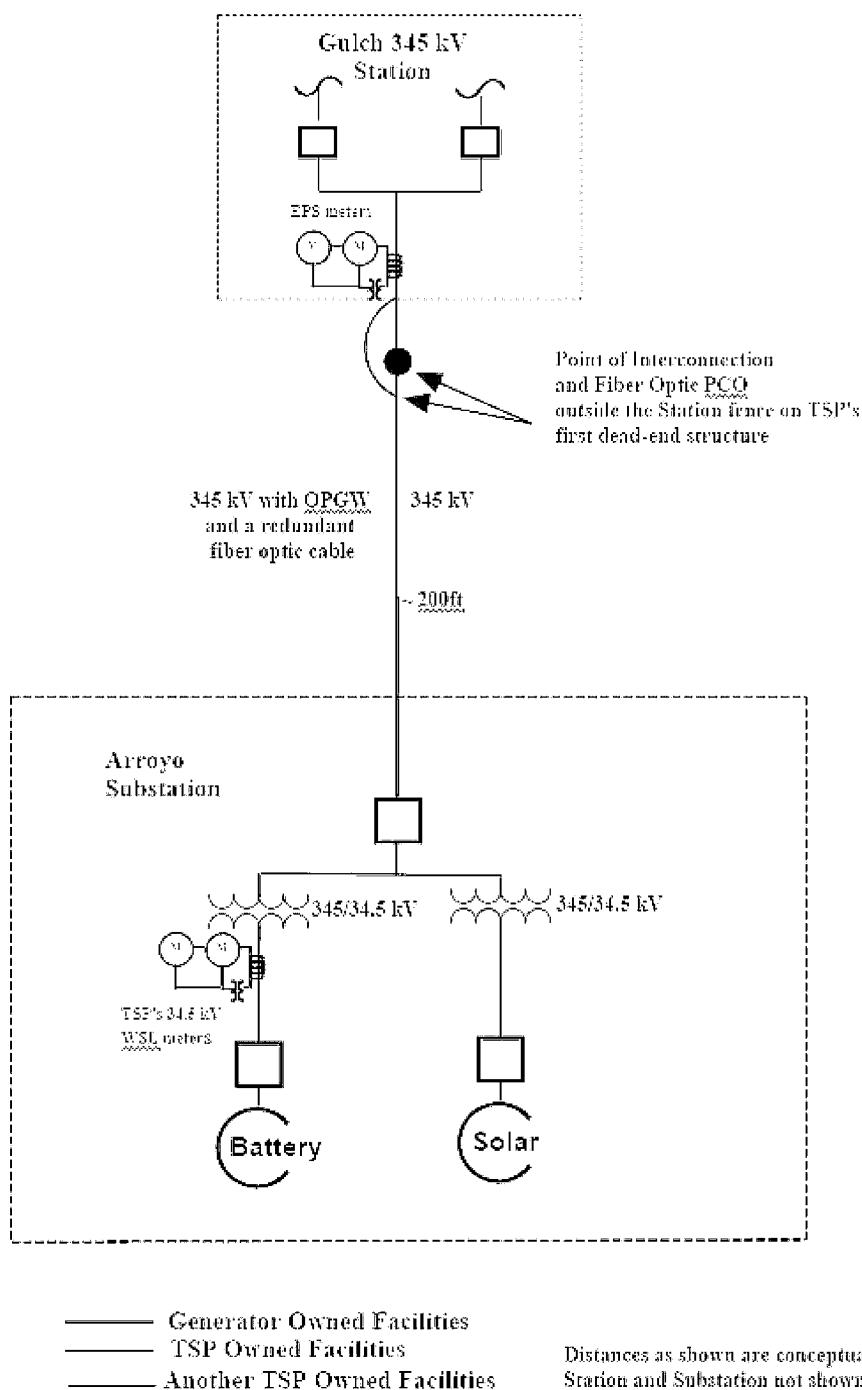 Gulch 345 kV
Station
EPS meters
M
345 kV with OPGW
and a redundant
fiber optic cable
345 kV
Point of Interconnection
and Fiber Optic PCO
outside the Station fence on TSP's
first dead-end structure
~ 200ft
Arroyo
Substation
345/34.5 kV
345/34.5 kV
M
M
TSP's 34.5 kV
WSL meters
Battery
Solar
Generator Owned Facilities
TSP Owned Facilities
Another TSP Owned Facilities
Distances as shown are
Station and Substation not shown